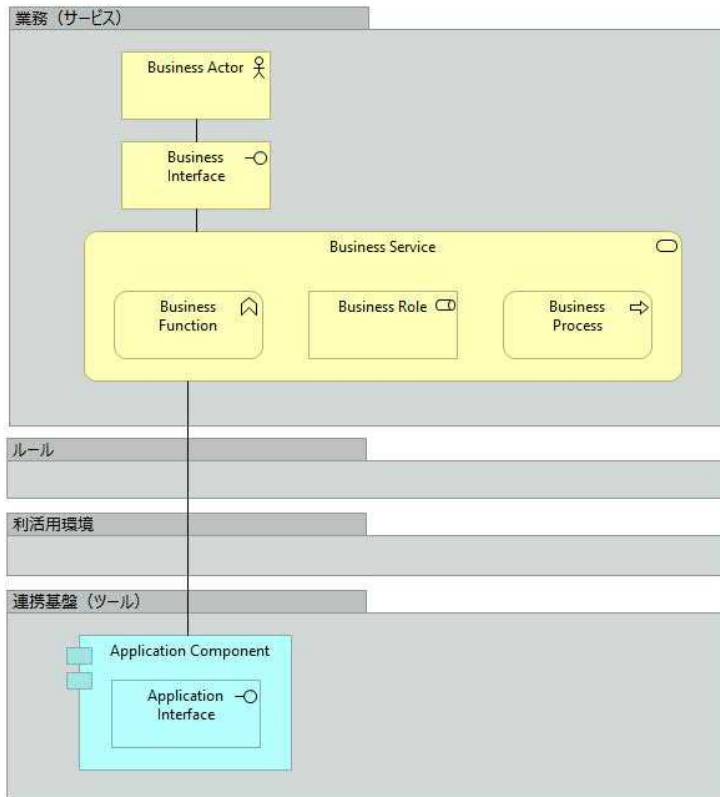 業務（サービス）
Business Actor
Business
Interface
Business Service
Business
Function
Business Role
Business
Process
ルール
利活用環境
連携基盤（ツール）
Application Component
Application
Interface